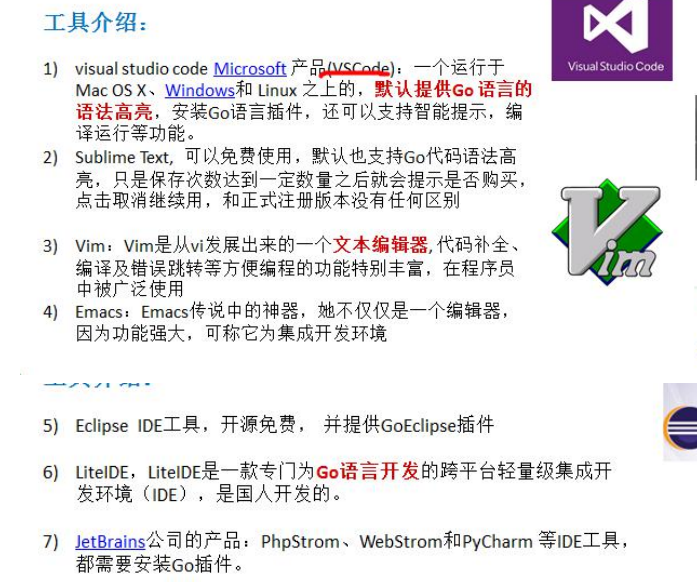 工具介绍：
Visual Studio Code
1) visual studio code Microsoft 产品(VSCode)：一个运行于
Mac OS X、Windows和 Linux 之上的，默认提供Go 语言的
语法高亮，安装Go语言插件，还可以支持智能提示，编
译运行等功能。
2) Sublime Text, 可以免费使用，默认也支持Go代码语法高
亮，只是保存次数达到一定数量之后就会提示是否购买，
点击取消继续用，和正式注册版本没有任何区别
3) Vim：Vim是从vi发展出来的一个文本编辑器,代码补全、
编译及错误跳转等方便编程的功能特别丰富，在程序员
中被广泛使用
Vim
4) Emacs：Emacs传说中的神器，她不仅仅是一个编辑器，
因为功能强大，可称它为集成开发环境
5) Eclipse IDE工具，开源免费， 并提供GoEclipse插件
6) LiteIDE，LiteIDE是一款专门为Go语言开发的跨平台轻量级集成开
发环境（IDE），是国人开发的。
7) JetBrains公司的产品：PhpStrom、WebStrom和PyCharm 等IDE工具，
都需要安装Go插件。